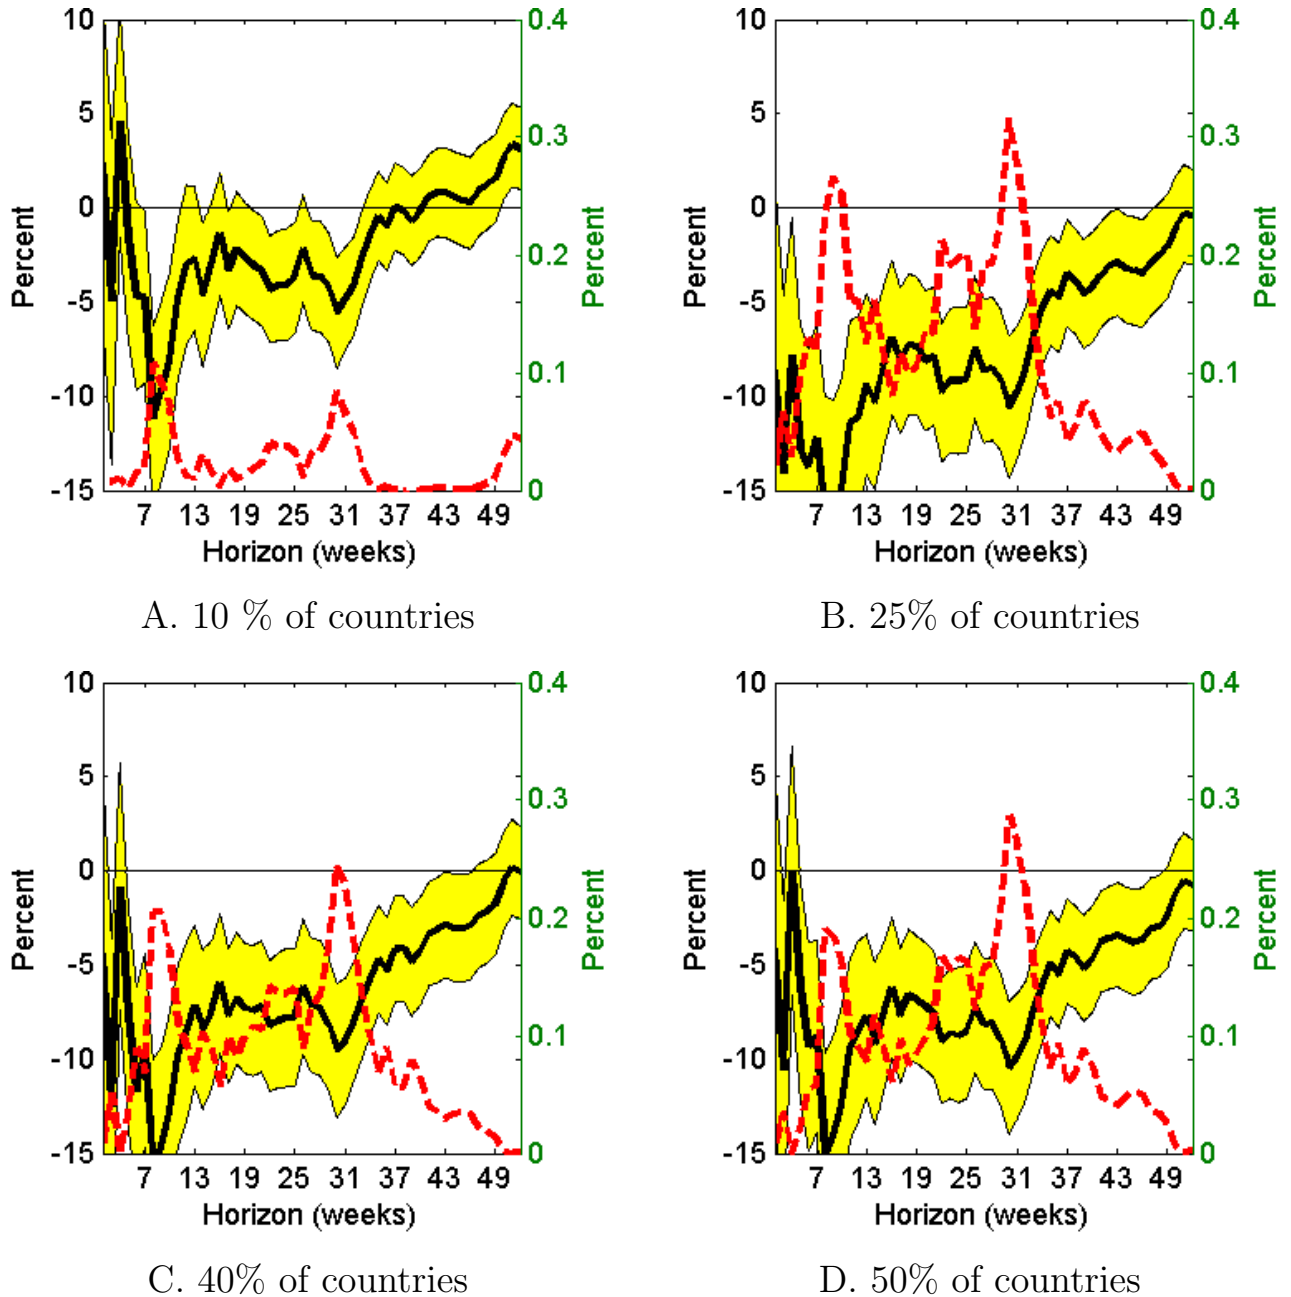 10
5
0
-5
-10
-15
0.4
0.3
0.2
0.1
0
Percent
Percent
7 13 19 25 31 37 43 49
Horizon (weeks)
A. 10 % of countries
10
5
0
-5
-10
-15
0.4
0.3
0.2
0.1
0
Percent
Percent
7 13 19 25 31 37 43 49
Horizon (weeks)
B. 25% of countries
10
5
0
-5
-10
-15
0.4
0.3
0.2
0.1
0
Percent
Percent
7 13 19 25 31 37 43 49
Horizon (weeks)
C. 40% of countries
10
5
0
-5
-10
-15
0.4
0.3
0.2
0.1
0
Percent
Percent
7 13 19 25 31 37 43 49
Horizon (weeks)
D. 50% of countries